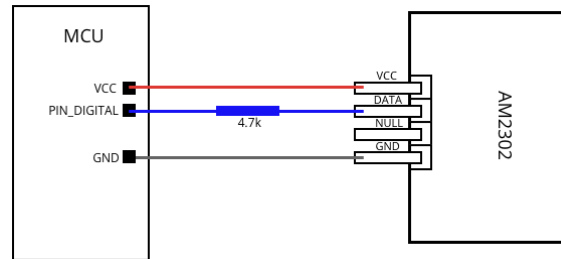 MCU
VCC
PIN_DIGITAL
GND
4.7k
VCC
DATA
NULL
GND
AM2302